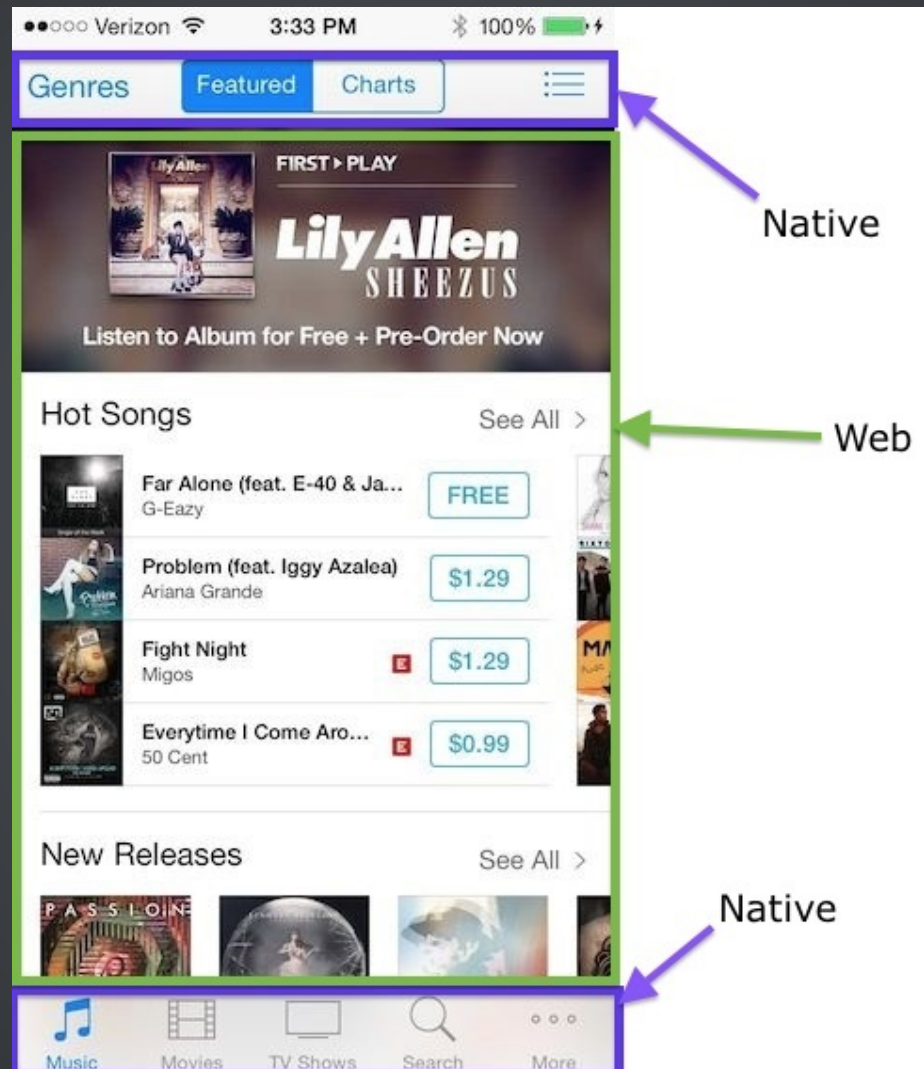 ●●○○○ Verizon 3:33 PM 100%
Genres Featured Charts
Native
LilyAllen FIRST ▸ PLAY
LilyAllen
SHEEZUS
Listen to Album for Free + Pre-Order Now
Hot Songs See All >
Web
Far Alone (feat. E-40 & Ja... FREE
G-Eazy
Problem (feat. Iggy Azalea) $1.29
Ariana Grande
Fight Night E $1.29
Migos
Everytime I Come Aro... E $0.99
50 Cent
New Releases See All >
PASSION
Native
Music Movies TV Shows Search More